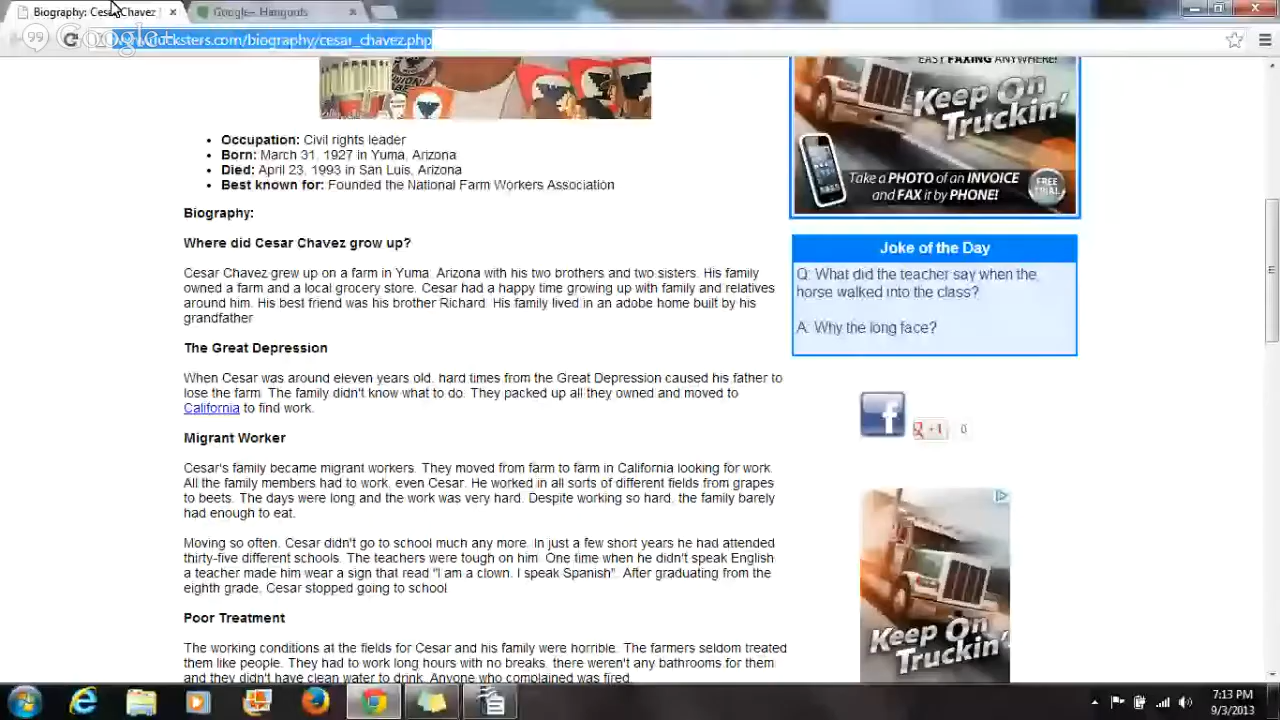 Biography: Cesar Chavez
Google+ Hangouts
99 Google+
ducksters.com/biography/cesar_chavez.php
EASY FAXING ANYWHERE!
Keep On
Truckin'
Take a PHOTO of an INVOICE
and FAX it by PHONE!
FREE
TRIAL
Occupation: Civil rights leader
Born: March 31, 1927 in Yuma, Arizona
Died: April 23, 1993 in San Luis, Arizona
Best known for: Founded the National Farm Workers Association
Biography:
Where did Cesar Chavez grow up?
Cesar Chavez grew up on a farm in Yuma, Arizona with his two brothers and two sisters. His family
owned a farm and a local grocery store. Cesar had a happy time growing up with family and relatives
around him. His best friend was his brother Richard. His family lived in an adobe home built by his
grandfather
The Great Depression
When Cesar was around eleven years old, hard times from the Great Depression caused his father to
lose the farm. The family didn't know what to do. They packed up all they owned and moved to
California to find work.
Migrant Worker
Cesar's family became migrant workers. They moved from farm to farm in California looking for work.
All the family members had to work, even Cesar. He worked in all sorts of different fields from grapes
to beets. The days were long and the work was very hard. Despite working so hard, the family barely
had enough to eat.
Moving so often, Cesar didn't go to school much any more. In just a few short years he had attended
thirty-five different schools. The teachers were tough on him. One time when he didn't speak English
a teacher made him wear a sign that read "I am a clown. I speak Spanish". After graduating from the
eighth grade, Cesar stopped going to school
Poor Treatment
The working conditions at the fields for Cesar and his family were horrible. The farmers seldom treated
them like people. They had to work long hours with no breaks, there weren't any bathrooms for them,
and they didn't have clean water to drink. Anyone who complained was fired.
Joke of the Day
Q: What did the teacher say when the
horse walked into the class?
A: Why the long face?
f
g +1 0
Keep On
Truckin'
7:13 PM
9/3/2013